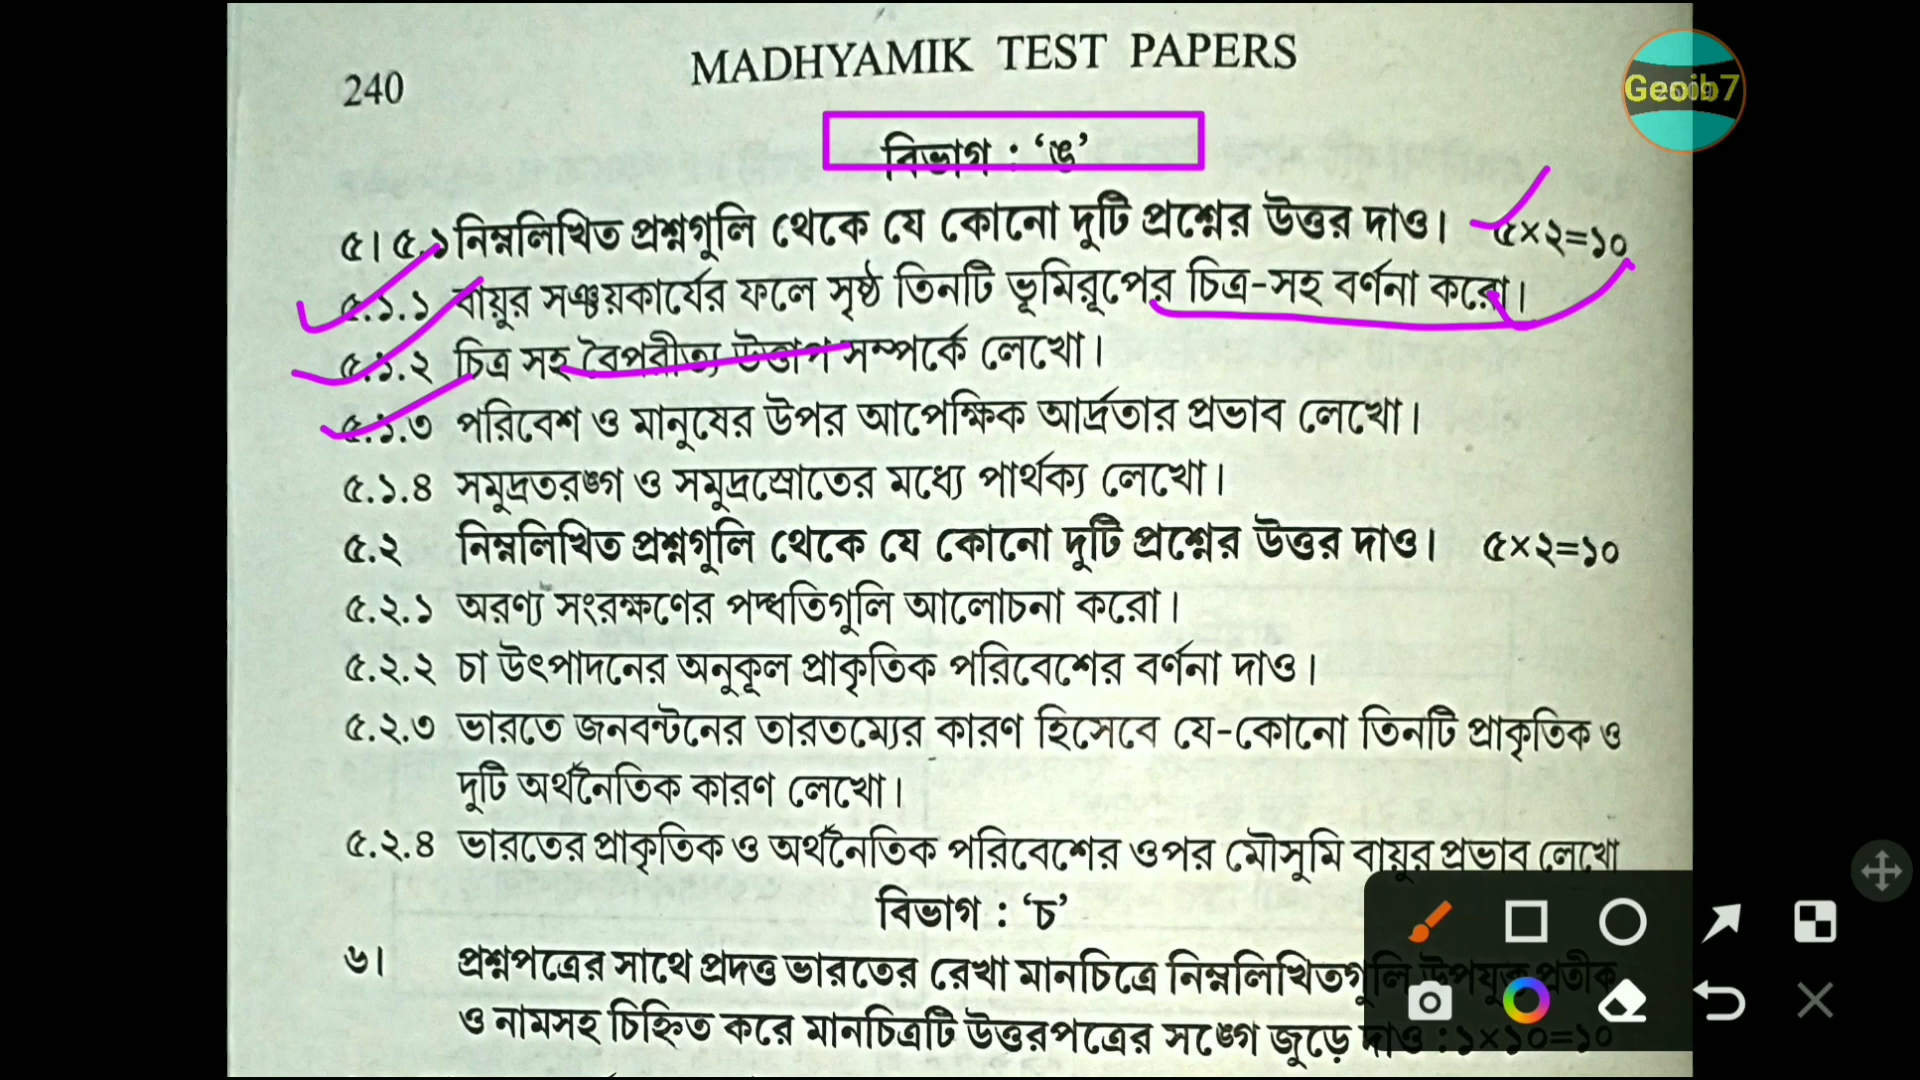 240
MADHYAMIK TEST PAPERS
বিভাগ : ‘ঙ’
৫। ৫.১ নিম্নলিখিত প্রশ্নগুলি থেকে যে কোনো দুটি প্রশ্নের উত্তর দাও। ৫×২=১০
৫.১.১ বায়ুর সঞ্চয়কার্যের ফলে সৃষ্ঠ তিনটি ভূমিরূপের চিত্র-সহ বর্ণনা করো।
৫.১.২ চিত্র সহ বৈপরীত্য উত্তাপ সম্পর্কে লেখো।
৫.১.৩ পরিবেশ ও মানুষের উপর আপেক্ষিক আর্দ্রতার প্রভাব লেখো।
৫.১.৪ সমুদ্রতরঙ্গ ও সমুদ্রস্রোতের মধ্যে পার্থক্য লেখো।
৫.২ নিম্নলিখিত প্রশ্নগুলি থেকে যে কোনো দুটি প্রশ্নের উত্তর দাও। ৫×২=১০
৫.২.১ অরণ্য সংরক্ষণের পদ্ধতিগুলি আলোচনা করো।
৫.২.২ চা উৎপাদনের অনুকূল প্রাকৃতিক পরিবেশের বর্ণনা দাও।
৫.২.৩ ভারতে জনবন্টনের তারতম্যের কারণ হিসেবে যে-কোনো তিনটি প্রাকৃতিক ও
দুটি অর্থনৈতিক কারণ লেখো।
৫.২.৪ ভারতের প্রাকৃতিক ও অর্থনৈতিক পরিবেশের ওপর মৌসুমি বায়ুর প্রভাব লেখো
বিভাগ : ‘চ’
৬। প্রশ্নপত্রের সাথে প্রদত্ত ভারতের রেখা মানচিত্রে নিম্নলিখিতগুলি উপযুক্ত প্রতীক
ও নামসহ চিহ্নিত করে মানচিত্রটি উত্তরপত্রের সঙ্গে জুড়ে দাও : ১×১০=১০